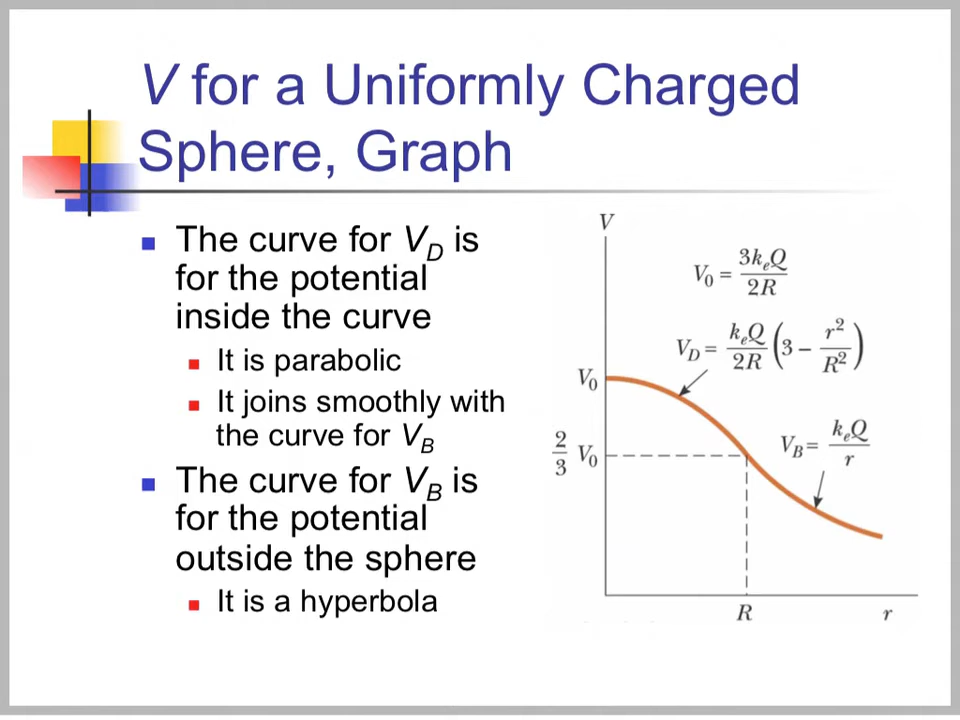 V for a Uniformly Charged
Sphere, Graph
The curve for V_D is
for the potential
inside the curve
It is parabolic
It joins smoothly with
the curve for V_B
The curve for V_B is
for the potential
outside the sphere
It is a hyperbola
V
V_0 = 3k_eQ / 2R
V_D = k_eQ / 2R (3 – r^2 / R^2)
V_0
V_B = k_eQ / r
2/3 V_0
R
r